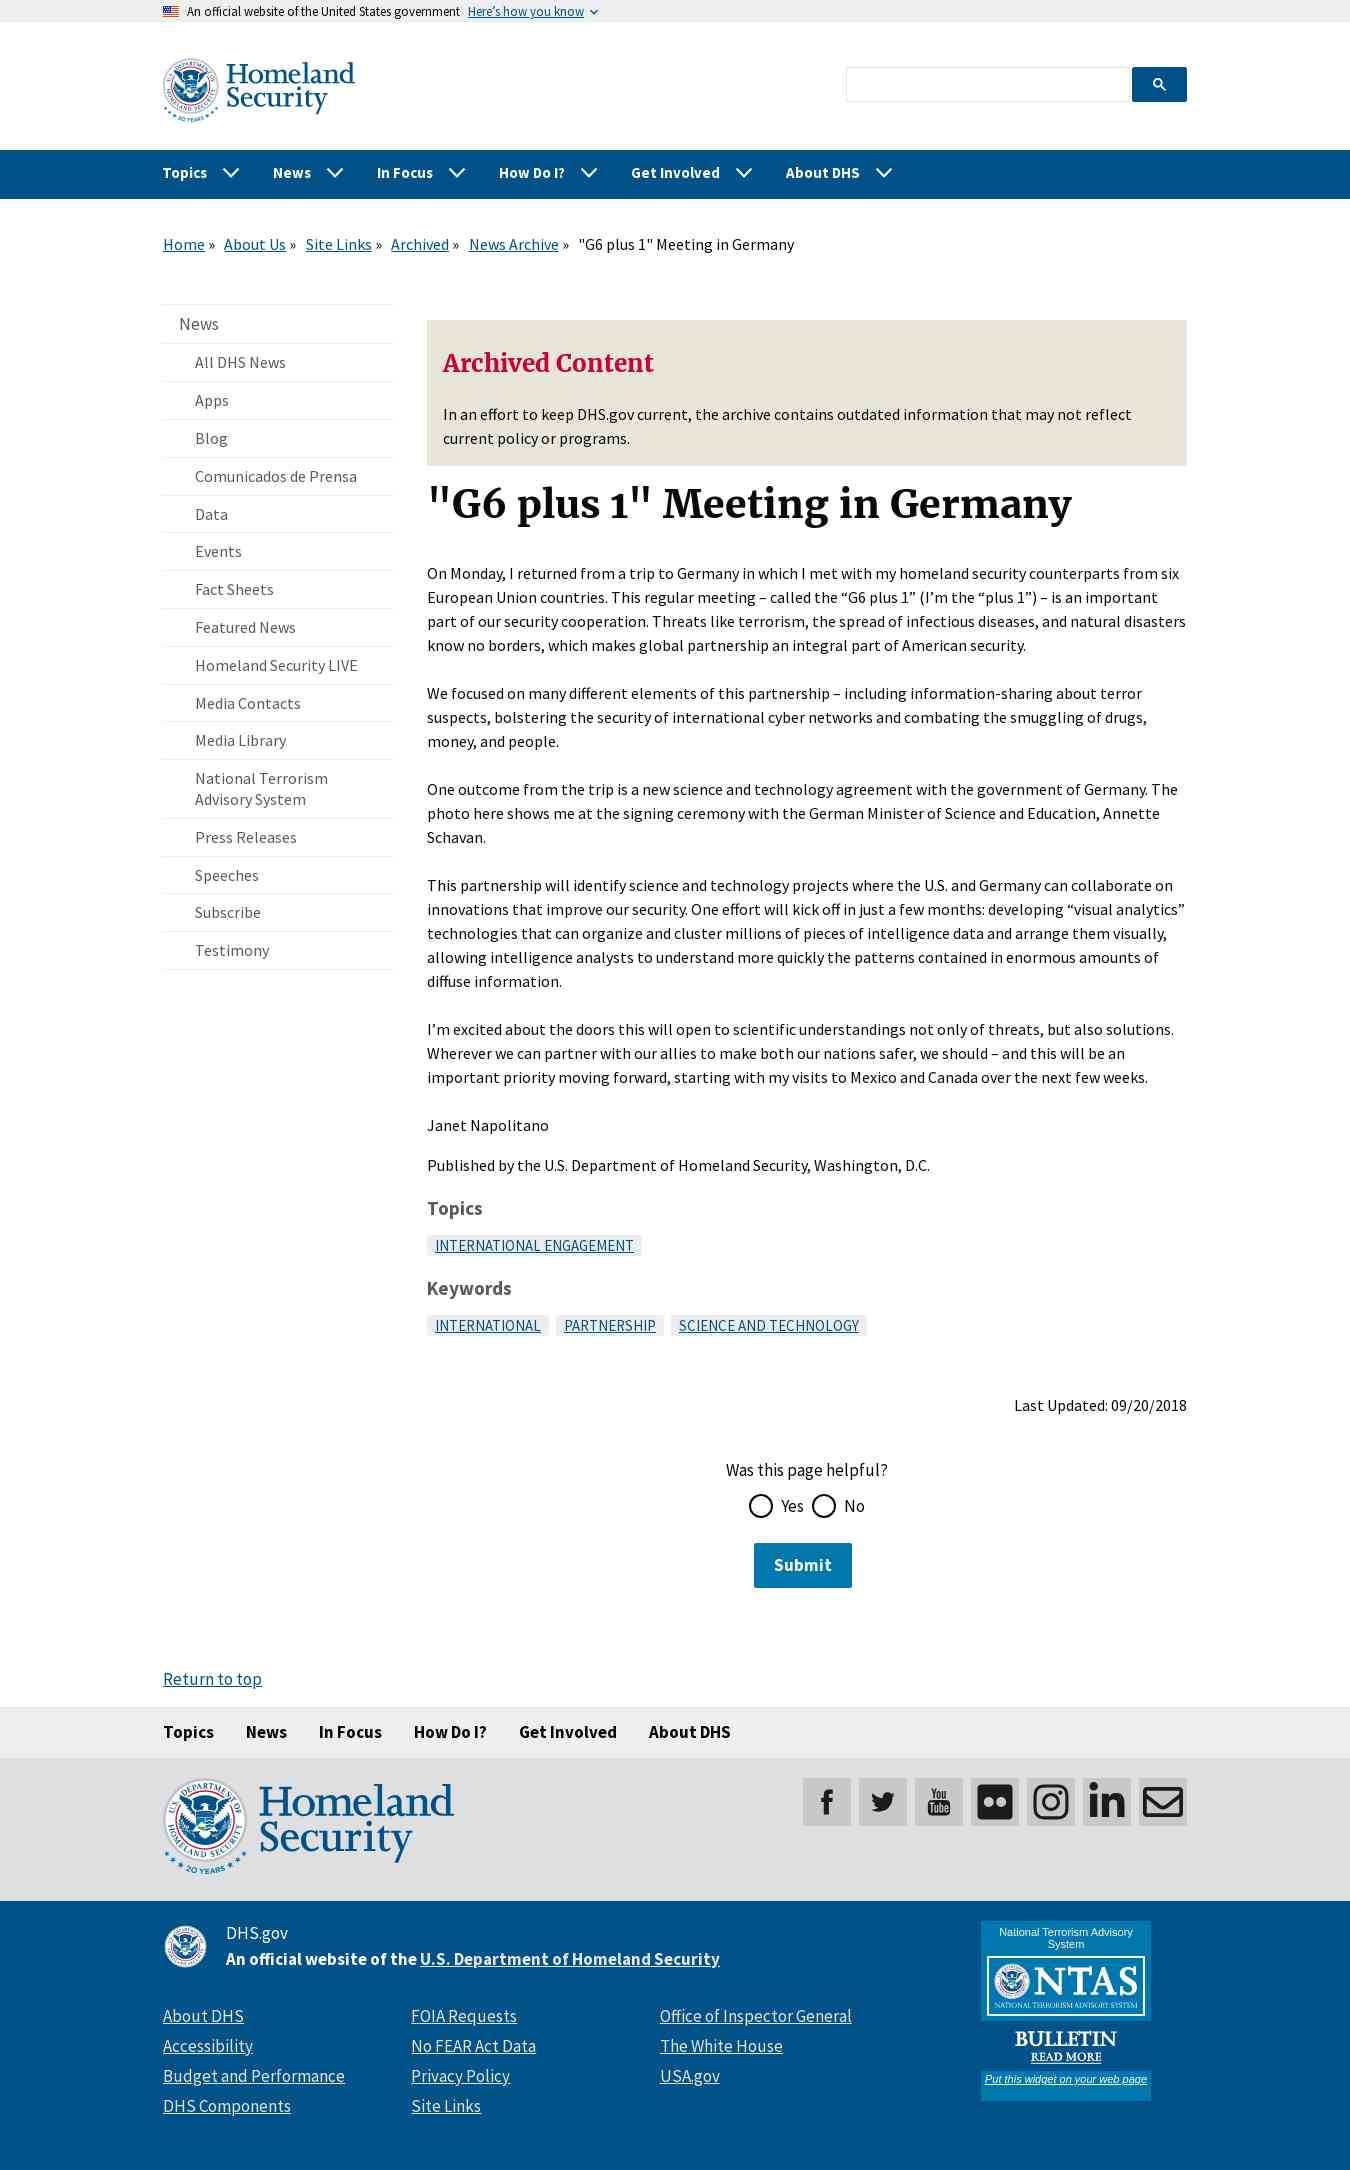 An official website of the United States government Here's how you know
Homeland
Security
U.S. DEPARTMENT OF
HOMELAND SECURITY
20 YEARS
Topics News In Focus How Do I? Get Involved About DHS
Home » About Us » Site Links » Archived » News Archive » "G6 plus 1" Meeting in Germany
News
All DHS News
Apps
Blog
Comunicados de Prensa
Data
Events
Fact Sheets
Featured News
Homeland Security LIVE
Media Contacts
Media Library
National Terrorism
Advisory System
Press Releases
Speeches
Subscribe
Testimony
Archived Content
In an effort to keep DHS.gov current, the archive contains outdated information that may not reflect
current policy or programs.
"G6 plus 1" Meeting in Germany
On Monday, I returned from a trip to Germany in which I met with my homeland security counterparts from six
European Union countries. This regular meeting – called the “G6 plus 1” (I’m the “plus 1”) – is an important
part of our security cooperation. Threats like terrorism, the spread of infectious diseases, and natural disasters
know no borders, which makes global partnership an integral part of American security.
We focused on many different elements of this partnership – including information-sharing about terror
suspects, bolstering the security of international cyber networks and combating the smuggling of drugs,
money, and people.
One outcome from the trip is a new science and technology agreement with the government of Germany. The
photo here shows me at the signing ceremony with the German Minister of Science and Education, Annette
Schavan.
This partnership will identify science and technology projects where the U.S. and Germany can collaborate on
innovations that improve our security. One effort will kick off in just a few months: developing “visual analytics”
technologies that can organize and cluster millions of pieces of intelligence data and arrange them visually,
allowing intelligence analysts to understand more quickly the patterns contained in enormous amounts of
diffuse information.
I’m excited about the doors this will open to scientific understandings not only of threats, but also solutions.
Wherever we can partner with our allies to make both our nations safer, we should – and this will be an
important priority moving forward, starting with my visits to Mexico and Canada over the next few weeks.
Janet Napolitano
Published by the U.S. Department of Homeland Security, Washington, D.C.
Topics
INTERNATIONAL ENGAGEMENT
Keywords
INTERNATIONAL PARTNERSHIP SCIENCE AND TECHNOLOGY
Last Updated: 09/20/2018
Was this page helpful?
Yes No
Submit
Return to top
Topics News In Focus How Do I? Get Involved About DHS
U.S. DEPARTMENT OF
HOMELAND SECURITY
20 YEARS
Homeland
Security
You
Tube
DHS.gov
An official website of the U.S. Department of Homeland Security
About DHS
Accessibility
Budget and Performance
DHS Components
FOIA Requests
No FEAR Act Data
Privacy Policy
Site Links
Office of Inspector General
The White House
USA.gov
National Terrorism Advisory
System
NTAS
NATIONAL TERRORISM ADVISORY SYSTEM
BULLETIN
READ MORE
Put this widget on your web page